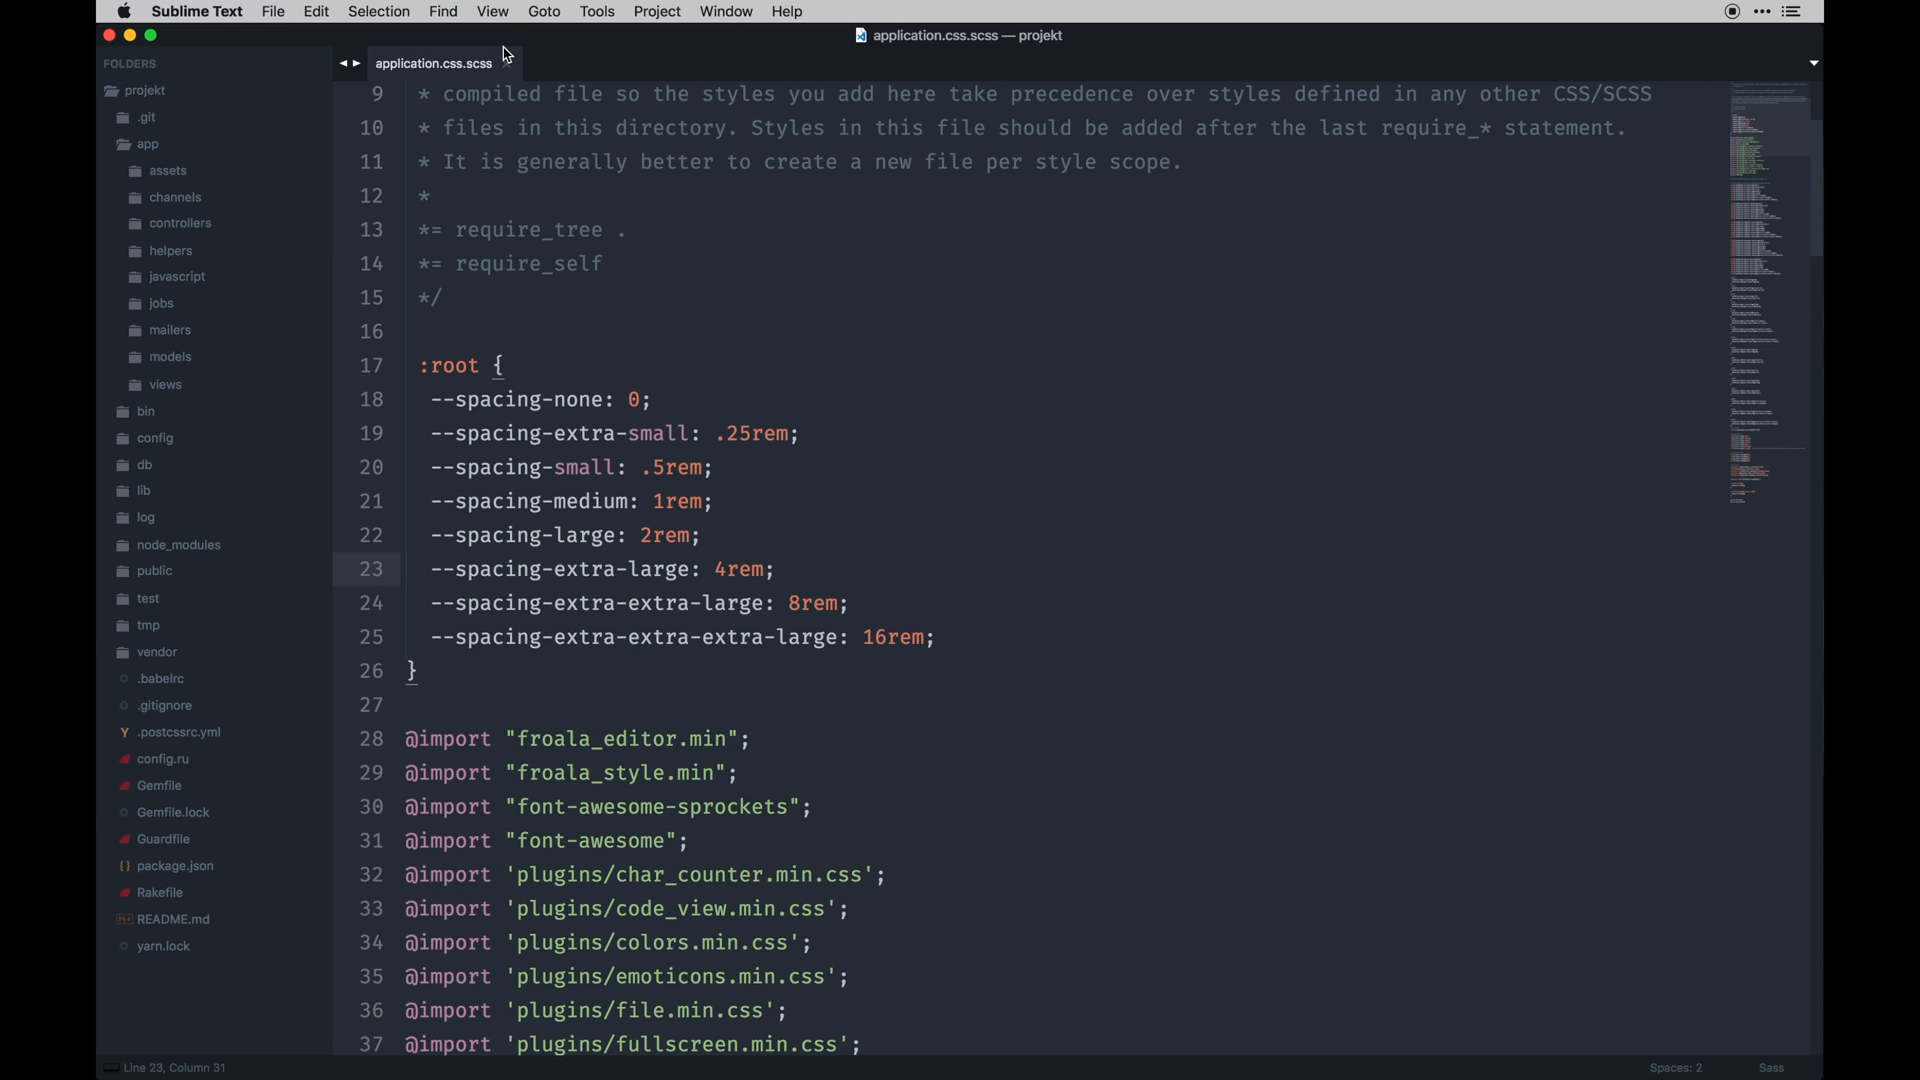 Sublime Text File Edit Selection Find View Goto Tools Project Window Help
application.css.scss — projekt
FOLDERS
projekt
.git
app
assets
channels
controllers
helpers
javascript
jobs
mailers
models
views
bin
config
db
lib
log
node_modules
public
test
tmp
vendor
.babelrc
.gitignore
.postcssrc.yml
config.ru
Gemfile
Gemfile.lock
Guardfile
package.json
Rakefile
README.md
yarn.lock
application.css.scss
9 * compiled file so the styles you add here take precedence over styles defined in any other CSS/SCSS
10 * files in this directory. Styles in this file should be added after the last require_* statement.
11 * It is generally better to create a new file per style scope.
12 *
13 *= require_tree .
14 *= require_self
15 */
16
17 :root {
18 --spacing-none: 0;
19 --spacing-extra-small: .25rem;
20 --spacing-small: .5rem;
21 --spacing-medium: 1rem;
22 --spacing-large: 2rem;
23 --spacing-extra-large: 4rem;
24 --spacing-extra-extra-large: 8rem;
25 --spacing-extra-extra-extra-large: 16rem;
26 }
27
28 @import "froala_editor.min";
29 @import "froala_style.min";
30 @import "font-awesome-sprockets";
31 @import "font-awesome";
32 @import 'plugins/char_counter.min.css';
33 @import 'plugins/code_view.min.css';
34 @import 'plugins/colors.min.css';
35 @import 'plugins/emoticons.min.css';
36 @import 'plugins/file.min.css';
37 @import 'plugins/fullscreen.min.css';
Line 23, Column 31
Spaces: 2
Sass